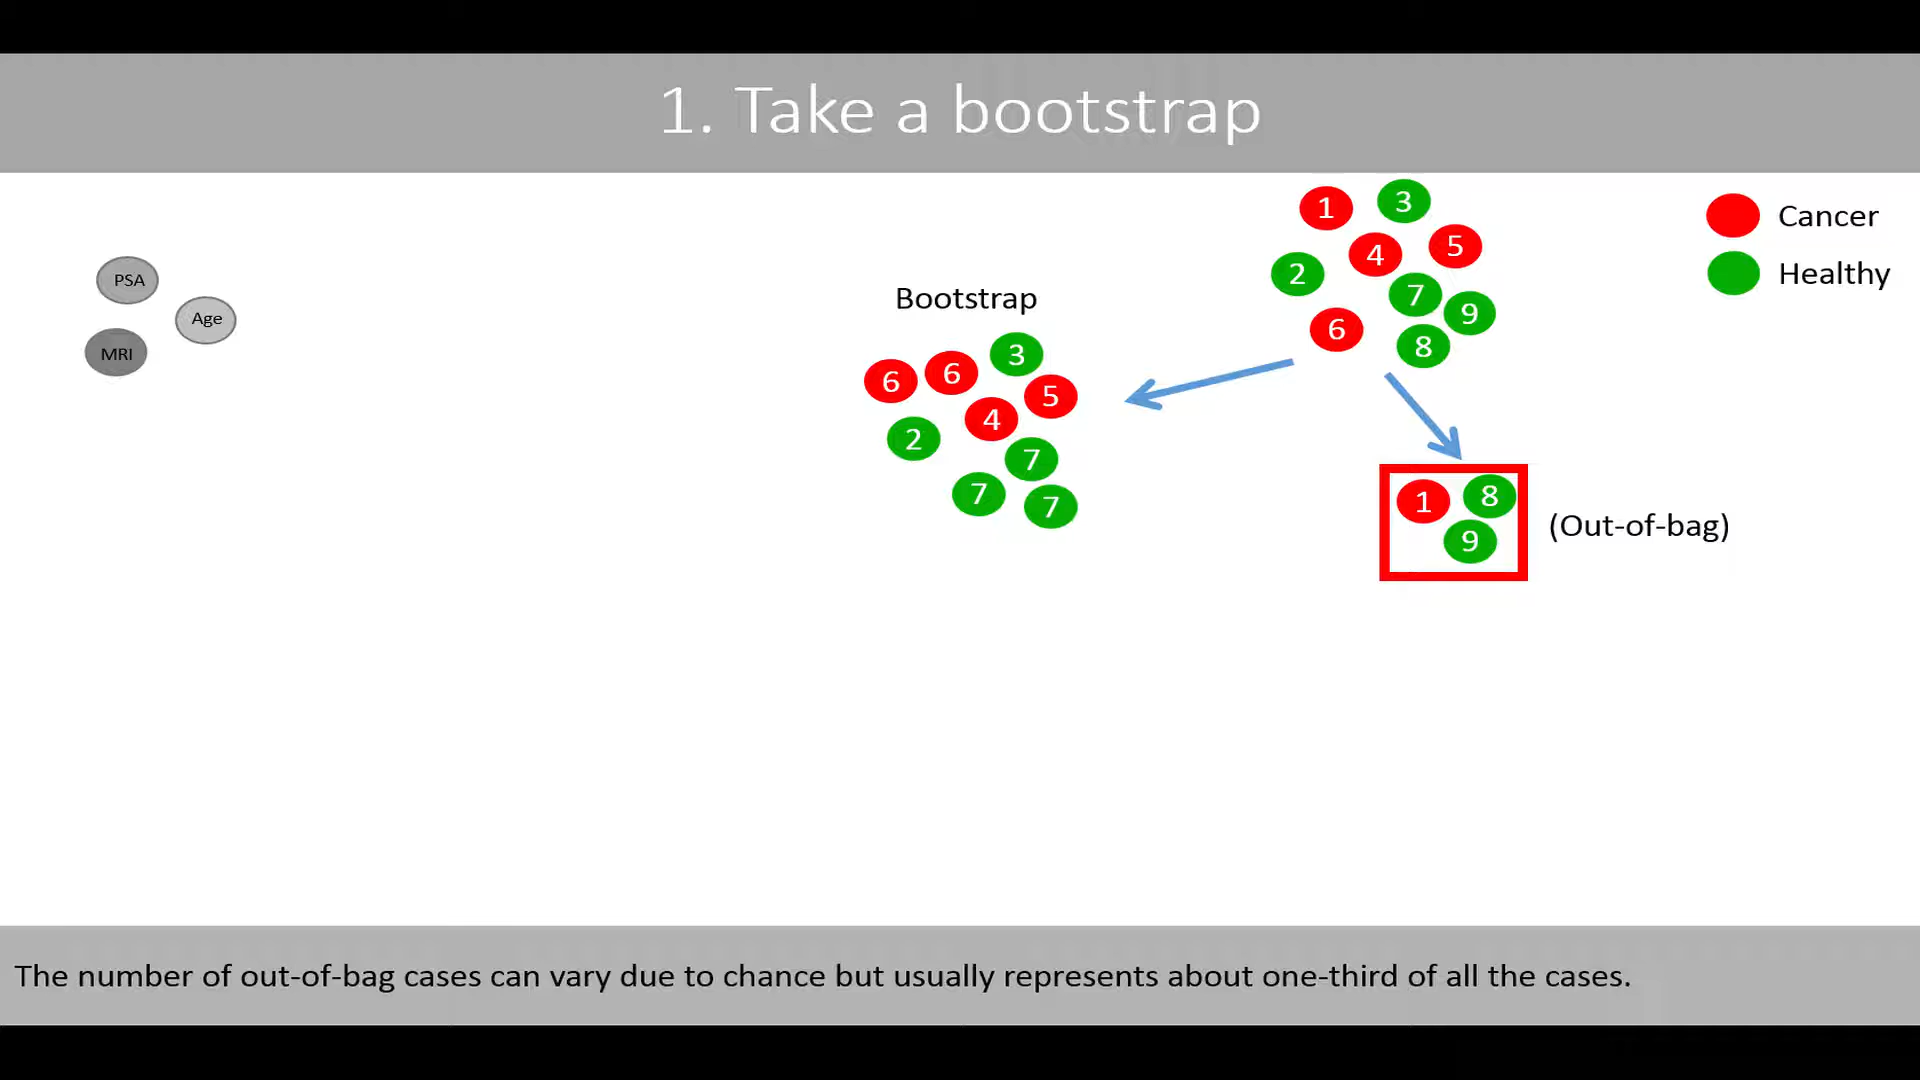 1. Take a bootstrap
PSA
Age
MRI
Bootstrap
6 6 3
5
4
2
7
7
7
1 3
4 5
2
7
9
6
8
Cancer
Healthy
1 8
9
(Out-of-bag)
The number of out-of-bag cases can vary due to chance but usually represents about one-third of all the cases.